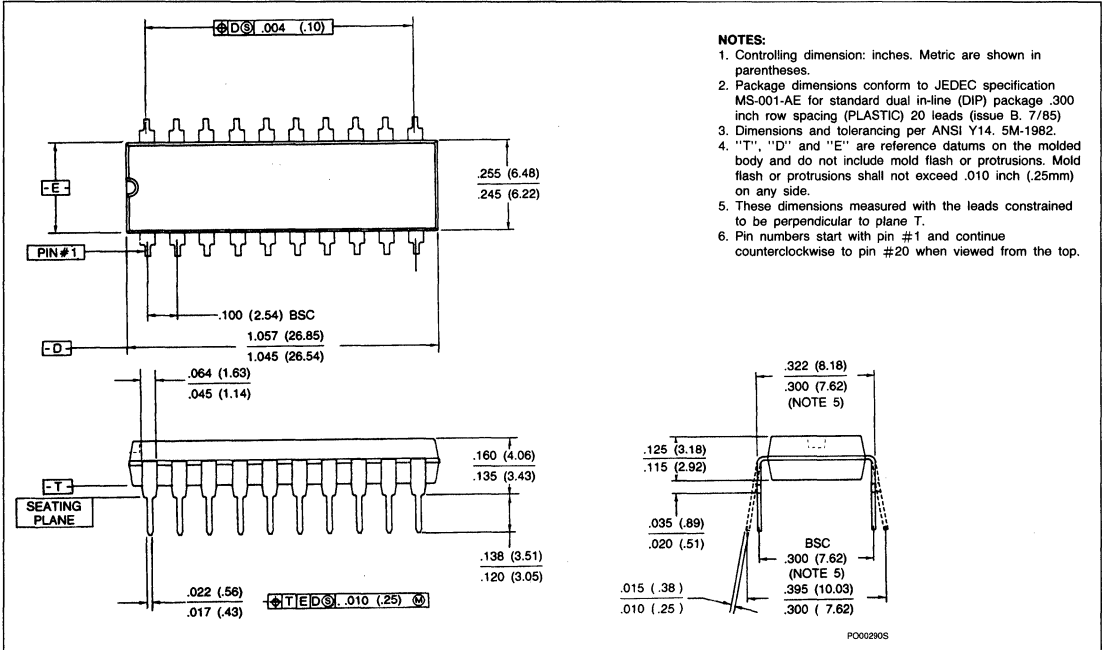 ⌖ D Ⓢ .004 (.10)
NOTES:
1. Controlling dimension: inches. Metric are shown in
parentheses.
2. Package dimensions conform to JEDEC specification
MS-001-AE for standard dual in-line (DIP) package .300
inch row spacing (PLASTIC) 20 leads (issue B. 7/85)
3. Dimensions and tolerancing per ANSI Y14. 5M-1982.
4. "T", "D" and "E" are reference datums on the molded
body and do not include mold flash or protrusions. Mold
flash or protrusions shall not exceed .010 inch (.25mm)
on any side.
5. These dimensions measured with the leads constrained
to be perpendicular to plane T.
6. Pin numbers start with pin #1 and continue
counterclockwise to pin #20 when viewed from the top.
-E-
.255 (6.48)
.245 (6.22)
PIN #1
.100 (2.54) BSC
-D-
1.057 (26.85)
1.045 (26.54)
.064 (1.63)
.045 (1.14)
.160 (4.06)
.135 (3.43)
-T-
SEATING
PLANE
.138 (3.51)
.120 (3.05)
.022 (.56)
.017 (.43)
⌖ T E D Ⓢ .010 (.25) Ⓜ
.322 (8.18)
.300 (7.62)
(NOTE 5)
.125 (3.18)
.115 (2.92)
.035 (.89)
.020 (.51)
BSC
.300 (7.62)
(NOTE 5)
.395 (10.03)
.300 ( 7.62)
.015 ( .38 )
.010 ( .25 )
PO00290S